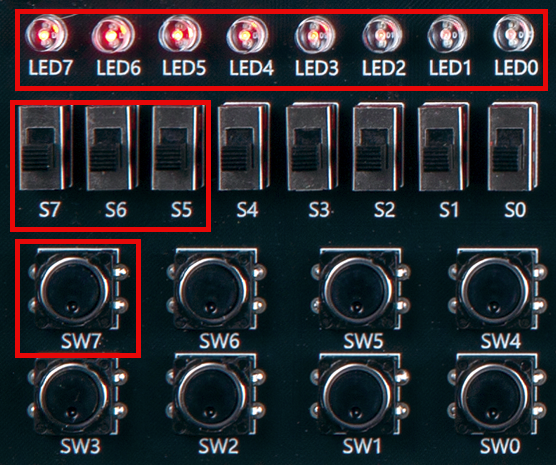 LED7 LED6 LED5 LED4 LED3 LED2 LED1 LED0
S7 S6 S5 S4 S3 S2 S1 S0
SW7 SW6 SW5 SW4
SW3 SW2 SW1 SW0